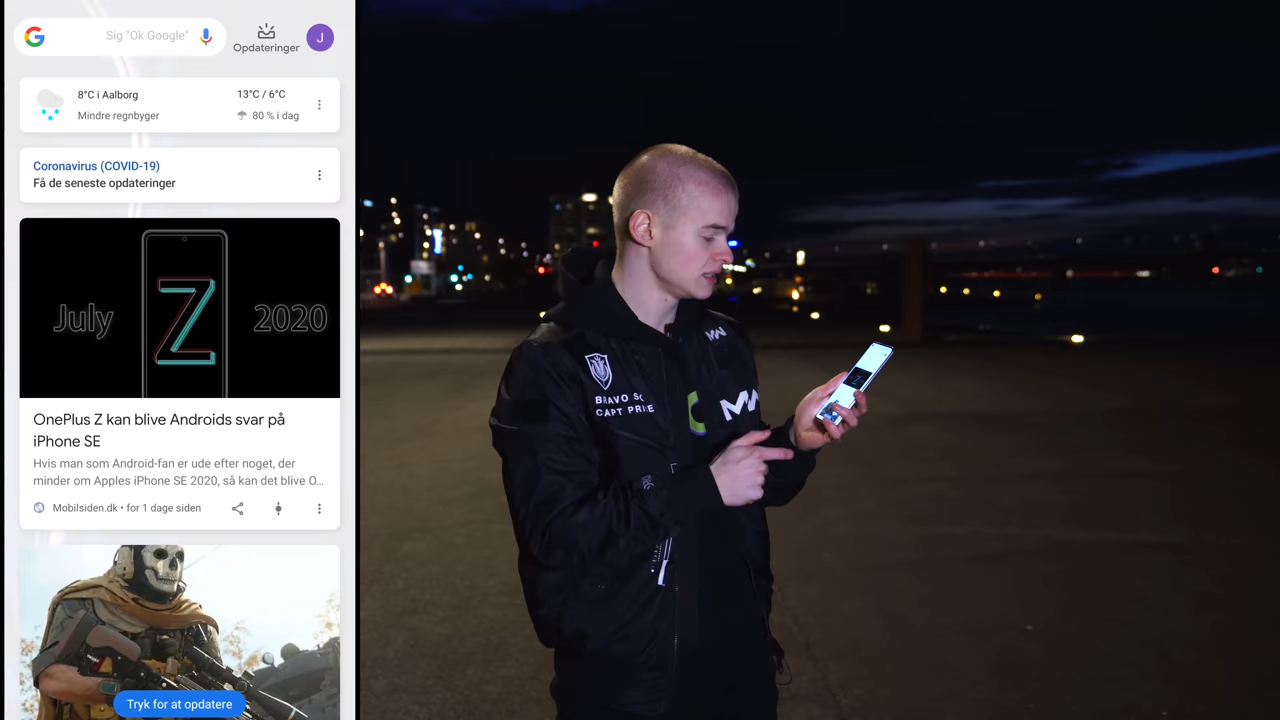 Sig "Ok Google"
Opdateringer
J
8°C i Aalborg
13°C / 6°C
Mindre regnbyger
80 % i dag
Coronavirus (COVID-19)
Få de seneste opdateringer
July
Z
2020
OnePlus Z kan blive Androids svar på
iPhone SE
Hvis man som Android-fan er ude efter noget, der
minder om Apples iPhone SE 2020, så kan det blive O...
Mobilsiden.dk • for 1 dage siden
Tryk for at opdatere
BRAVO
CAPT PRICE
MW